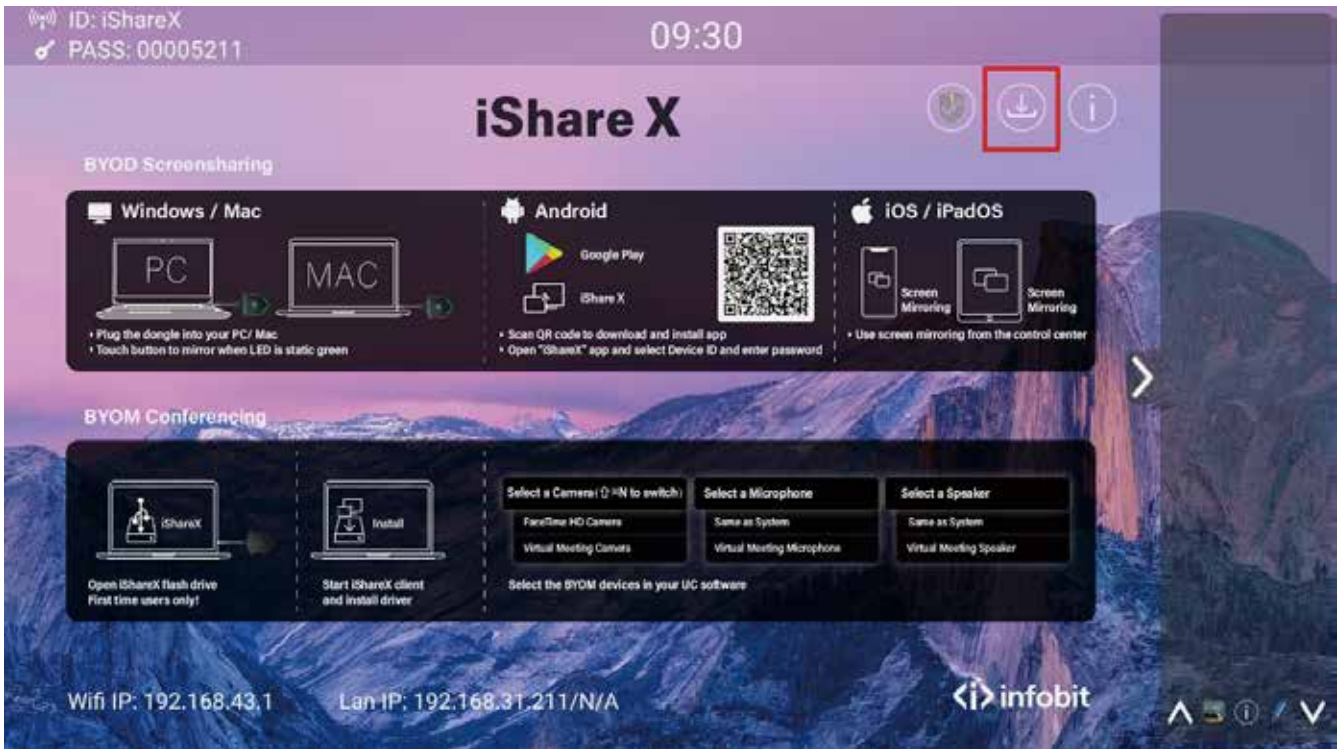 ID: iShareX
PASS: 00005211
09:30
iShare X
BYOD Screensharing
Windows / Mac
PC
MAC
• Plug the dongle into your PC/ Mac
• Touch button to mirror when LED is static green
Android
Google Play
iShare X
• Scan QR code to download and install app
• Open "iShareX" app and select Device ID and enter password
iOS / iPadOS
Screen
Mirroring
Screen
Mirroring
• Use screen mirroring from the control center
BYOM Conferencing
iShareX
Open iShareX flash drive
First time users only!
Install
Start iShareX client
and install driver
Select a Camera (⇧⌘N to switch)
FaceTime HD Camera
Virtual Meeting Camera
Select a Microphone
Same as System
Virtual Meeting Microphone
Select a Speaker
Same as System
Virtual Meeting Speaker
Select the BYOM devices in your UC software
Wifi IP: 192.168.43.1
Lan IP: 192.168.31.211/N/A
<i> infobit